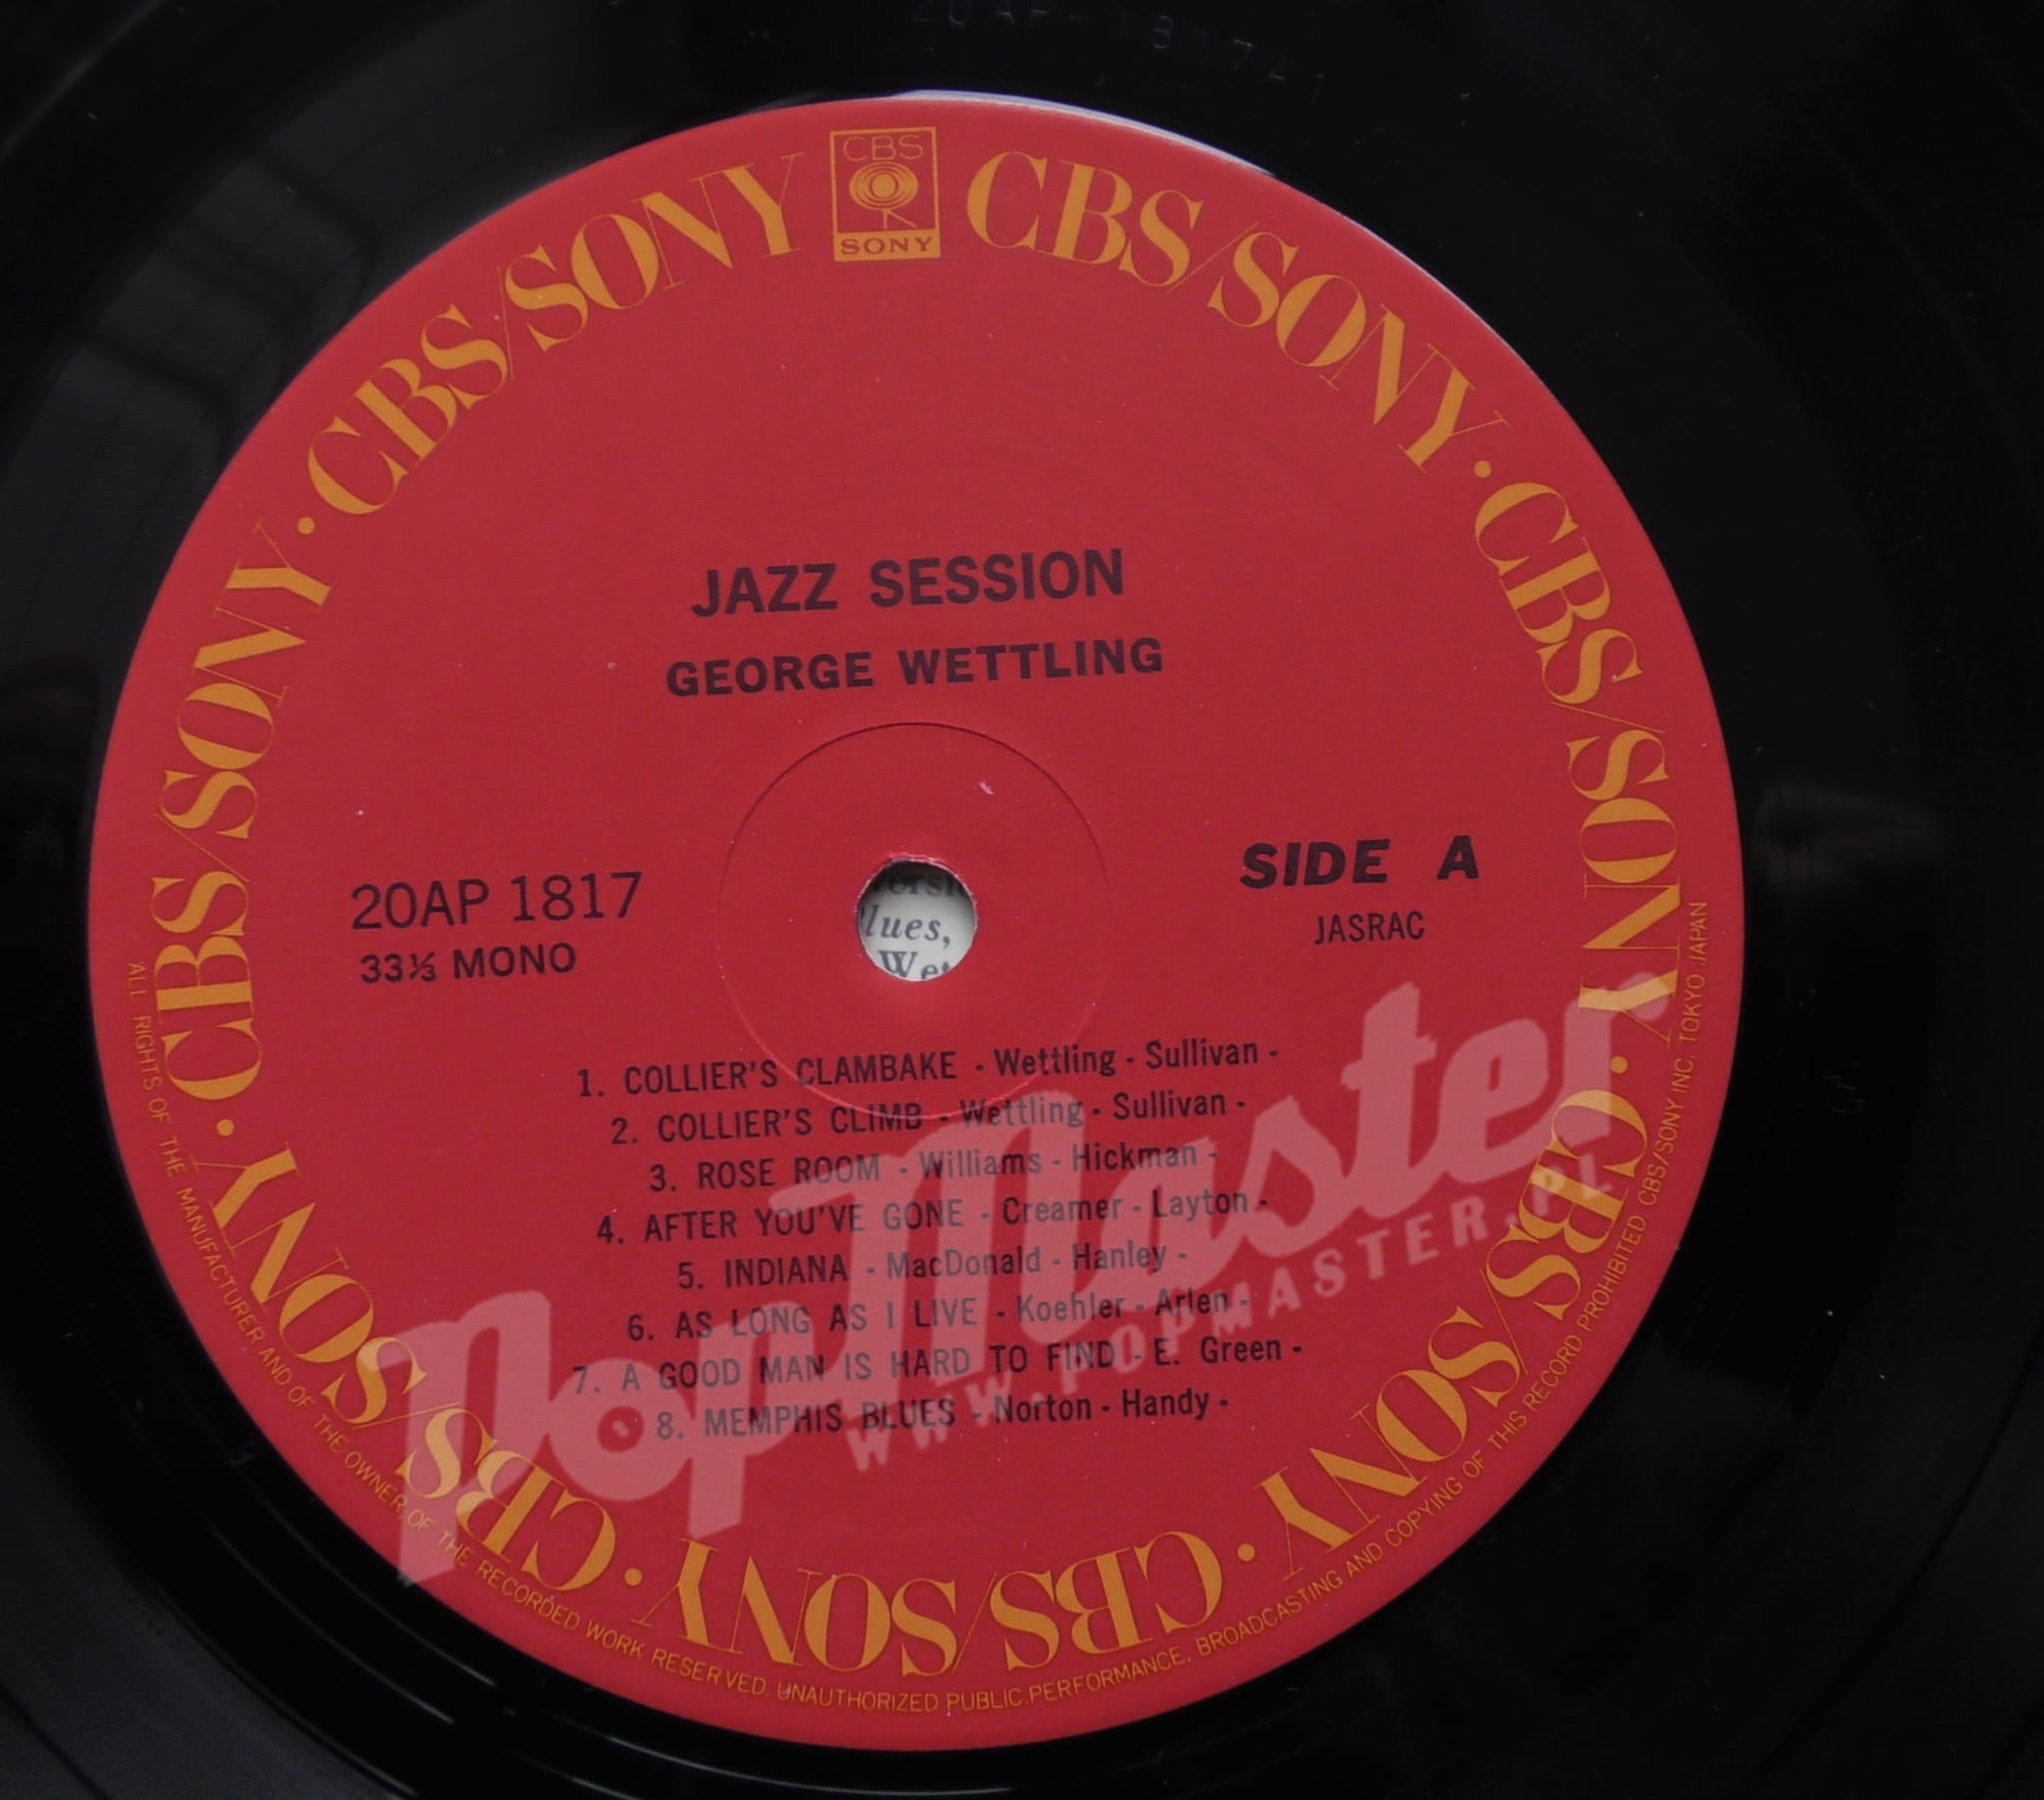 CBS
SONY
CBS/SONY · CBS/SONY · CBS/SONY · CBS/SONY · CBS/SONY · CBS/SONY · CBS/SONY
JAZZ SESSION
GEORGE WETTLING
20AP 1817
33⅓ MONO
SIDE A
JASRAC
lues,
1. COLLIER'S CLAMBAKE - Wettling - Sullivan -
2. COLLIER'S CLIMB - Wettling - Sullivan -
3. ROSE ROOM - Williams - Hickman -
4. AFTER YOU'VE GONE - Creamer - Layton -
5. INDIANA - MacDonald - Hanley -
6. AS LONG AS I LIVE - Koehler - Arlen -
7. A GOOD MAN IS HARD TO FIND - E. Green -
8. MEMPHIS BLUES - Norton - Handy -
ALL RIGHTS OF THE MANUFACTURER AND OF THE OWNER OF THE RECORDED WORK RESERVED. UNAUTHORIZED PUBLIC PERFORMANCE, BROADCASTING AND COPYING OF THIS RECORD PROHIBITED CBS/SONY INC. TOKYO JAPAN
PopMaster
WWW.POPMASTER.PL